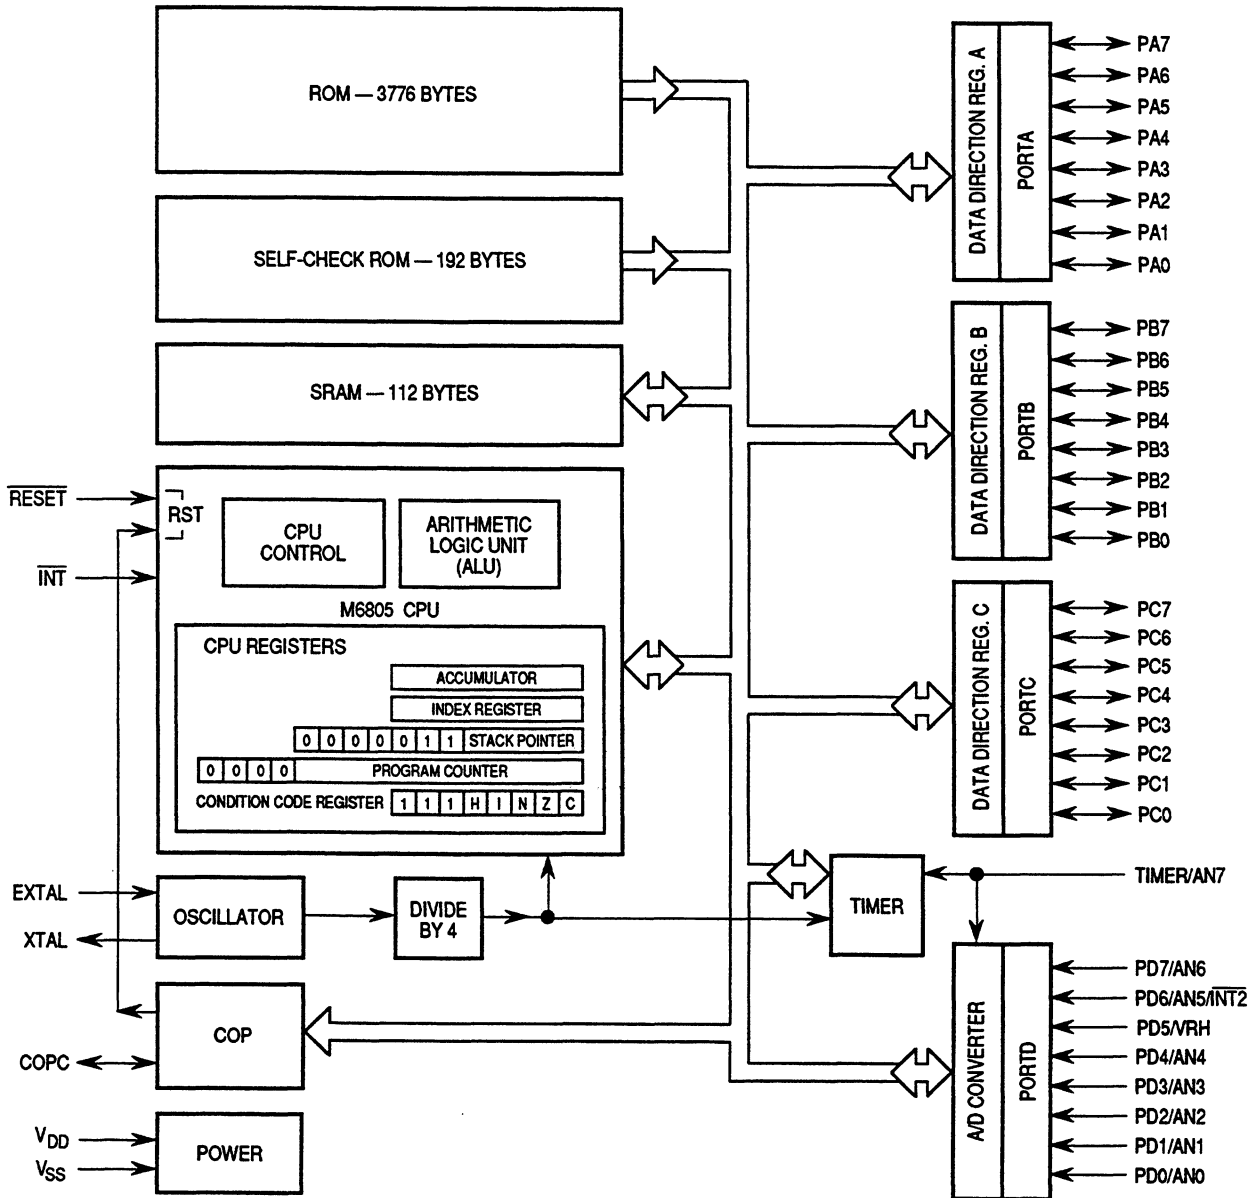 ROM — 3776 BYTES
SELF-CHECK ROM — 192 BYTES
SRAM — 112 BYTES
RESET
RST
INT
CPU
CONTROL
ARITHMETIC
LOGIC UNIT
(ALU)
M6805 CPU
CPU REGISTERS
ACCUMULATOR
INDEX REGISTER
0 0 0 0 0 1 1 STACK POINTER
0 0 0 0 PROGRAM COUNTER
CONDITION CODE REGISTER 1 1 1 H I N Z C
EXTAL
XTAL
OSCILLATOR
DIVIDE
BY 4
COP
COPC
VDD
VSS
POWER
DATA DIRECTION REG. A
PORTA
PA7
PA6
PA5
PA4
PA3
PA2
PA1
PA0
DATA DIRECTION REG. B
PORTB
PB7
PB6
PB5
PB4
PB3
PB2
PB1
PB0
DATA DIRECTION REG. C
PORTC
PC7
PC6
PC5
PC4
PC3
PC2
PC1
PC0
TIMER
TIMER/AN7
A/D CONVERTER
PORTD
PD7/AN6
PD6/AN5/INT2
PD5/VRH
PD4/AN4
PD3/AN3
PD2/AN2
PD1/AN1
PD0/AN0